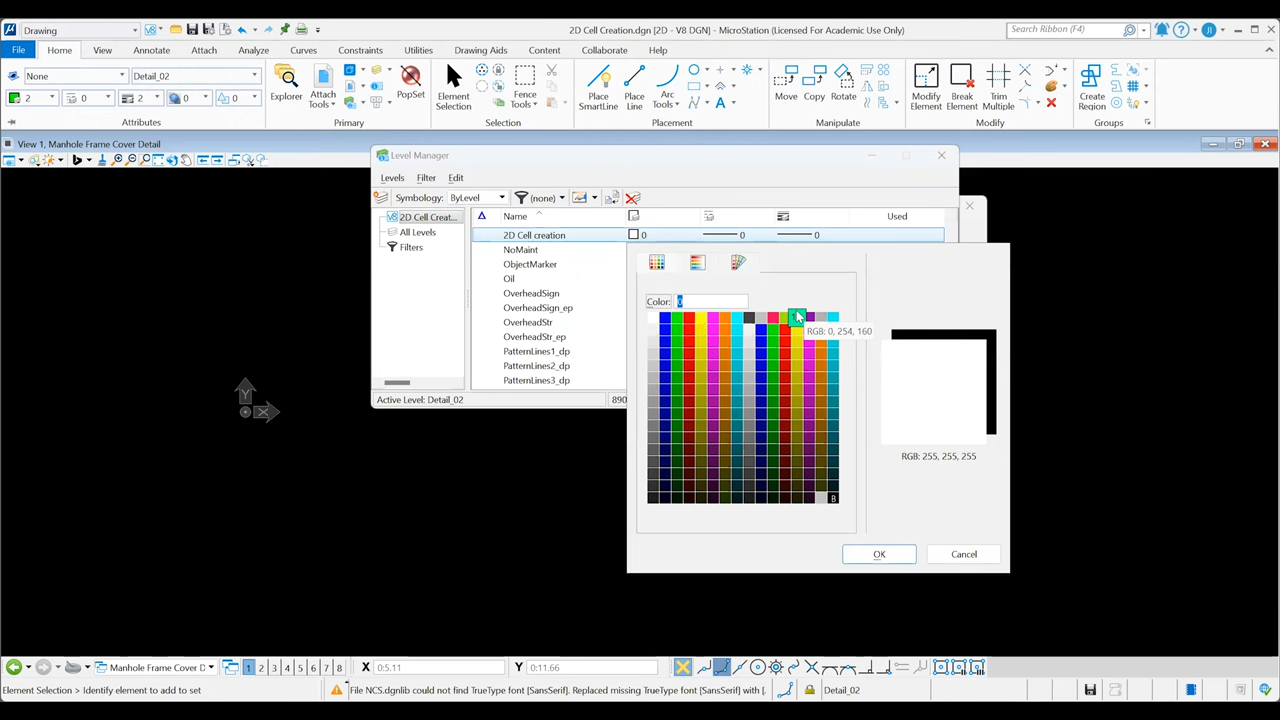 Drawing
2D Cell Creation.dgn [2D - V8 DGN] - MicroStation (Licensed For Academic Use Only)
Search Ribbon (F4)
JI
File Home View Annotate Attach Analyze Curves Constraints Utilities Drawing Aids Content Collaborate Help
None
Detail_02
2 0 2 0 0
Explorer
Attach Tools
PopSet
Element Selection
Fence Tools
Place SmartLine
Place Line
Arc Tools
Move
Copy
Rotate
Modify Element
Break Element
Trim Multiple
Create Region
Attributes Primary Selection Placement Manipulate Modify Groups
View 1, Manhole Frame Cover Detail
Level Manager
Levels Filter Edit
Symbology: ByLevel (none)
2D Cell Creat...
All Levels
Filters
Name Used
2D Cell creation 0 0 0
NoMaint
ObjectMarker
Oil
OverheadSign
OverheadSign_ep
OverheadStr
OverheadStr_ep
PatternLines1_dp
PatternLines2_dp
PatternLines3_dp
Active Level: Detail_02
890
Color: 0
RGB: 0, 254, 160
B
RGB: 255, 255, 255
OK Cancel
Y
X
Manhole Frame Cover D
1 2 3 4 5 6 7 8
X 0:5.11
Y 0:11.66
Element Selection > Identify element to add to set
File NCS.dgnlib could not find TrueType font [SansSerif]. Replaced missing TrueType font [SansSerif] with [.
Detail_02